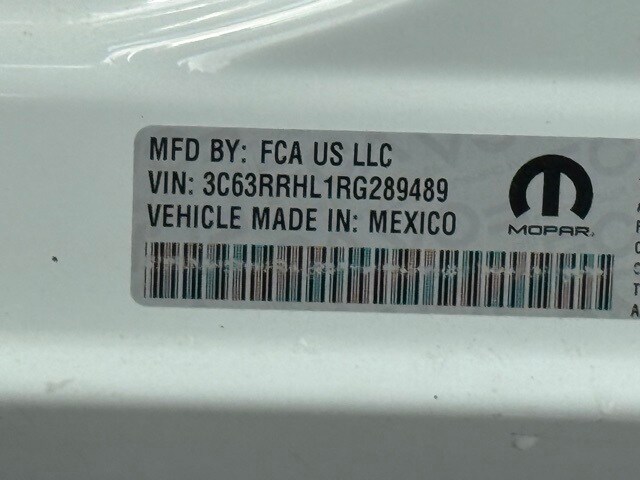 MFD BY: FCA US LLC
VIN: 3C63RRHL1RG289489
VEHICLE MADE IN: MEXICO
MOPAR